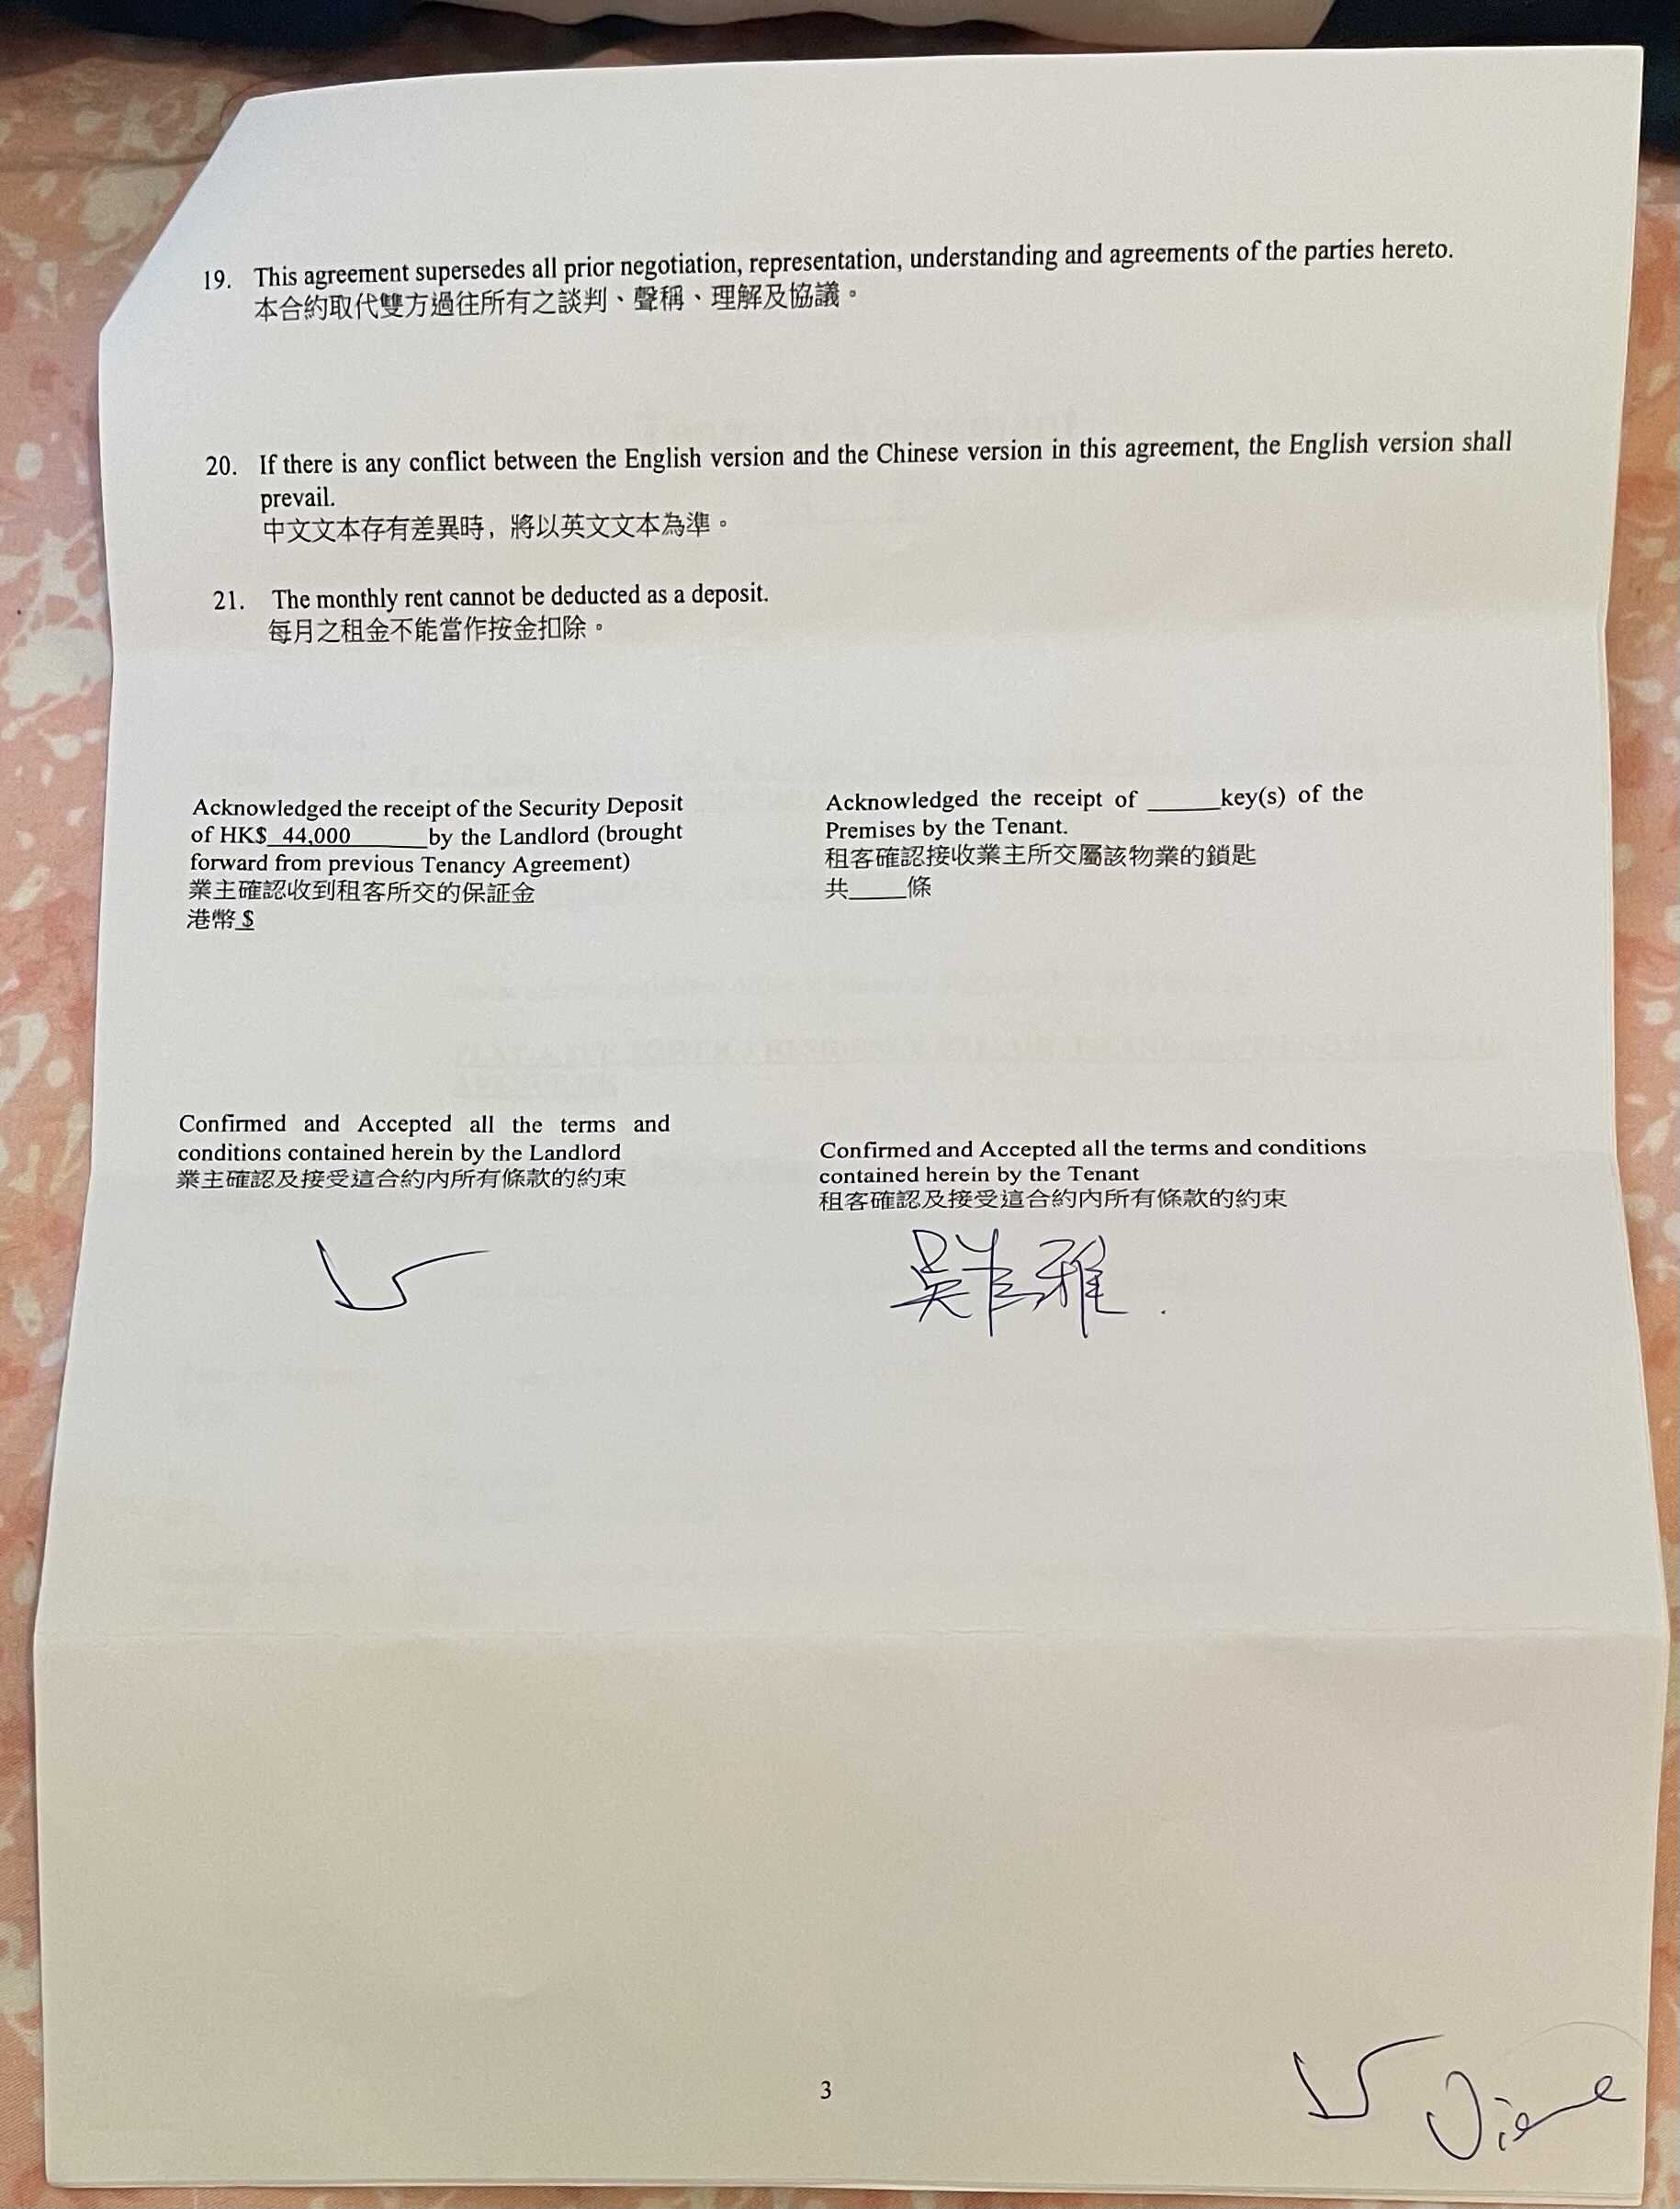 19. This agreement supersedes all prior negotiation, representation, understanding and agreements of the parties hereto.
本合約取代雙方過往所有之談判、聲稱、理解及協議。
20. If there is any conflict between the English version and the Chinese version in this agreement, the English version shall
prevail.
中文文本存有差異時，將以英文文本為準。
21. The monthly rent cannot be deducted as a deposit.
每月之租金不能當作按金扣除。
Acknowledged the receipt of the Security Deposit
of HK$ 44,000 by the Landlord (brought
forward from previous Tenancy Agreement)
業主確認收到租客所交的保証金
港幣 $
Acknowledged the receipt of ______key(s) of the
Premises by the Tenant.
租客確認接收業主所交屬該物業的鎖匙
共_____條
Confirmed and Accepted all the terms and
conditions contained herein by the Landlord
業主確認及接受這合約內所有條款的約束
Confirmed and Accepted all the terms and conditions
contained herein by the Tenant
租客確認及接受這合約內所有條款的約束
3